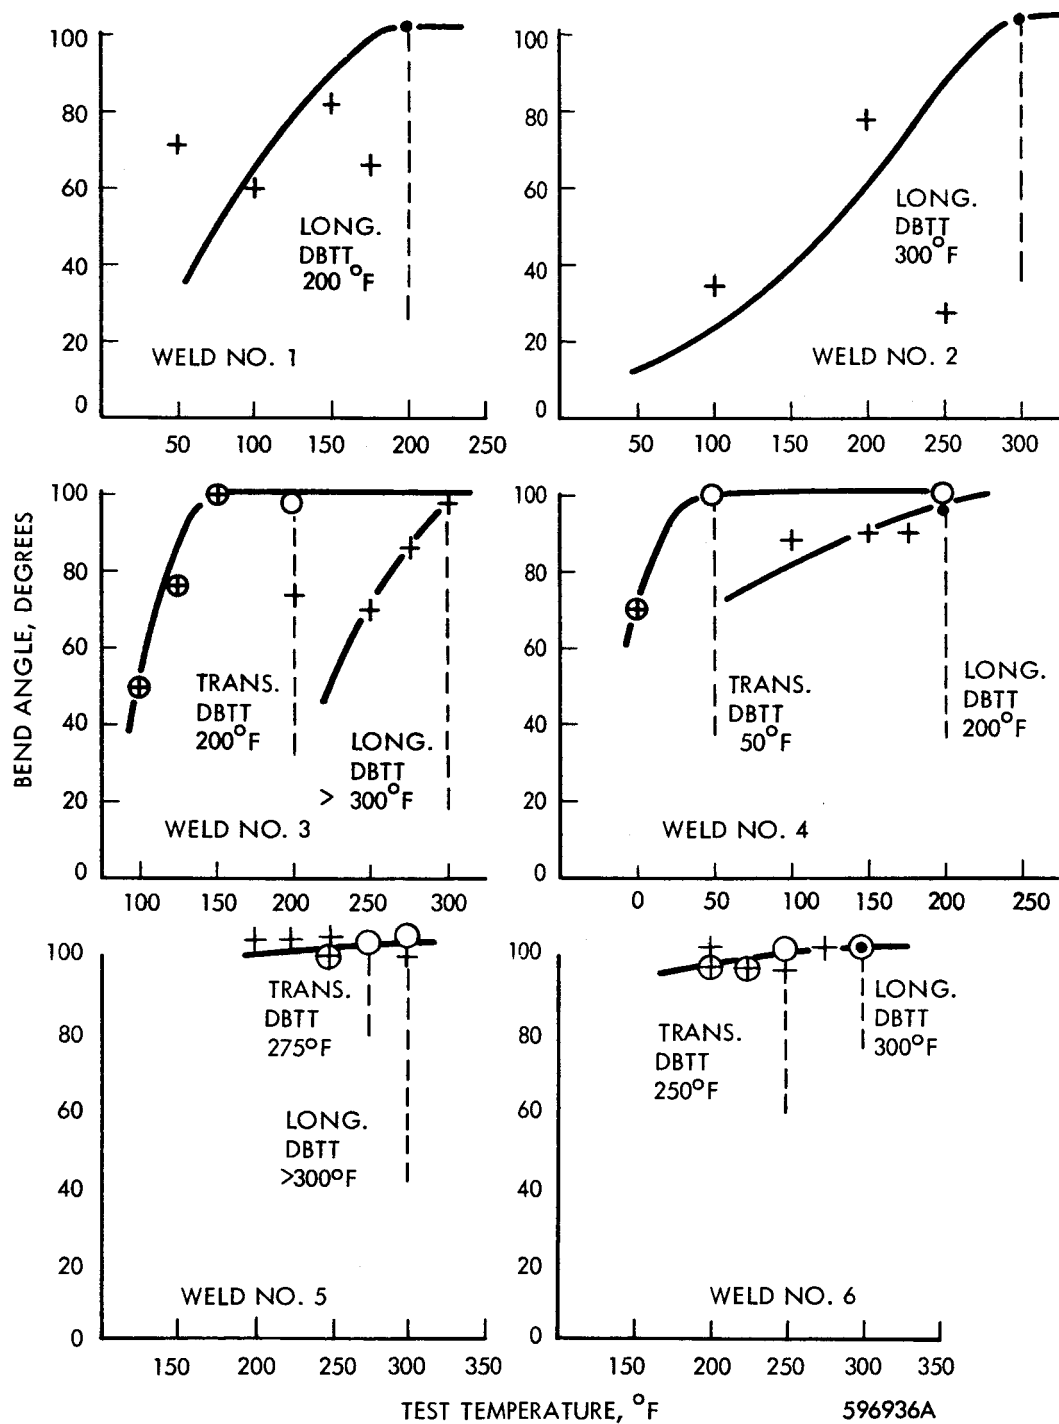 100
80
60
40
20
0
LONG.
DBTT
200 °F
WELD NO. 1
50 100 150 200 250
100
80
60
40
20
0
LONG.
DBTT
300°F
WELD NO. 2
50 100 150 200 250 300
BEND ANGLE, DEGREES
100
80
60
40
20
0
TRANS.
DBTT
200°F
LONG.
DBTT
> 300°F
WELD NO. 3
100 150 200 250 300
100
80
60
40
20
0
TRANS.
DBTT
50°F
LONG.
DBTT
200°F
WELD NO. 4
0 50 100 150 200 250
100
80
60
40
20
0
TRANS.
DBTT
275°F
LONG.
DBTT
>300°F
WELD NO. 5
150 200 250 300 350
100
80
60
40
20
0
TRANS.
DBTT
250°F
LONG.
DBTT
300°F
WELD NO. 6
150 200 250 300 350
TEST TEMPERATURE, °F
596936A